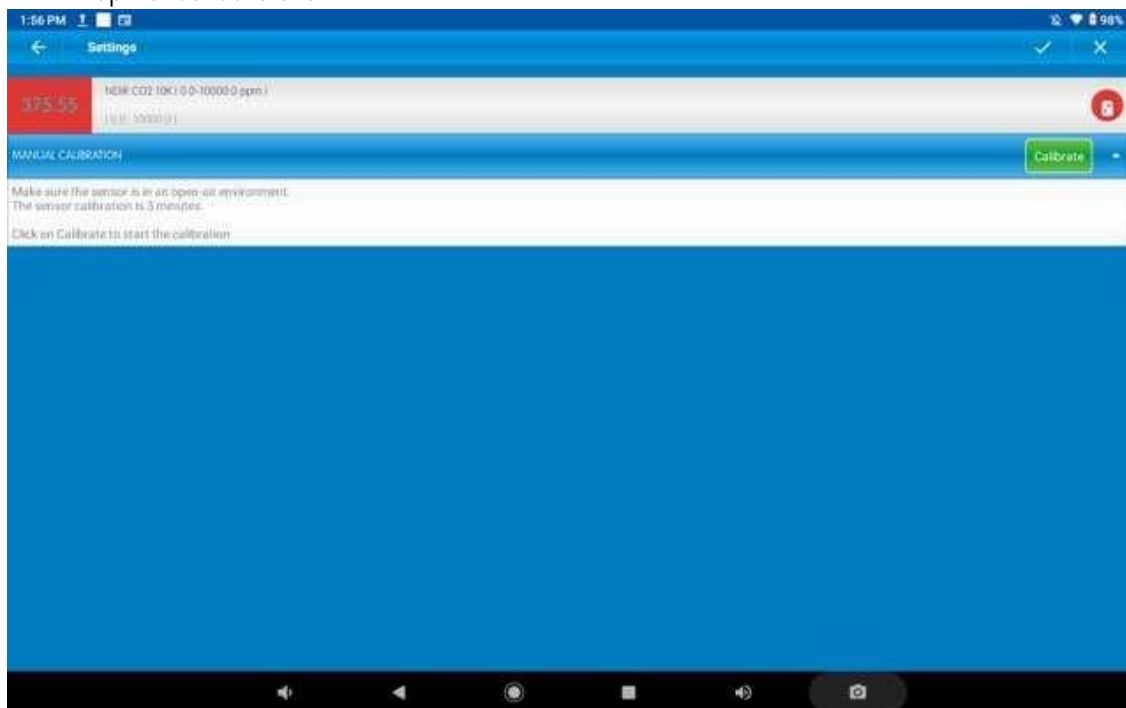 1:56 PM
98%
Settings
375.55
NDIR CO2 10K | 0.0-10000.0 ppm |
MANUAL CALIBRATION
Calibrate
Make sure the sensor is in an open-air environment.
The sensor calibration is 3 minutes.
Click on Calibrate to start the calibration